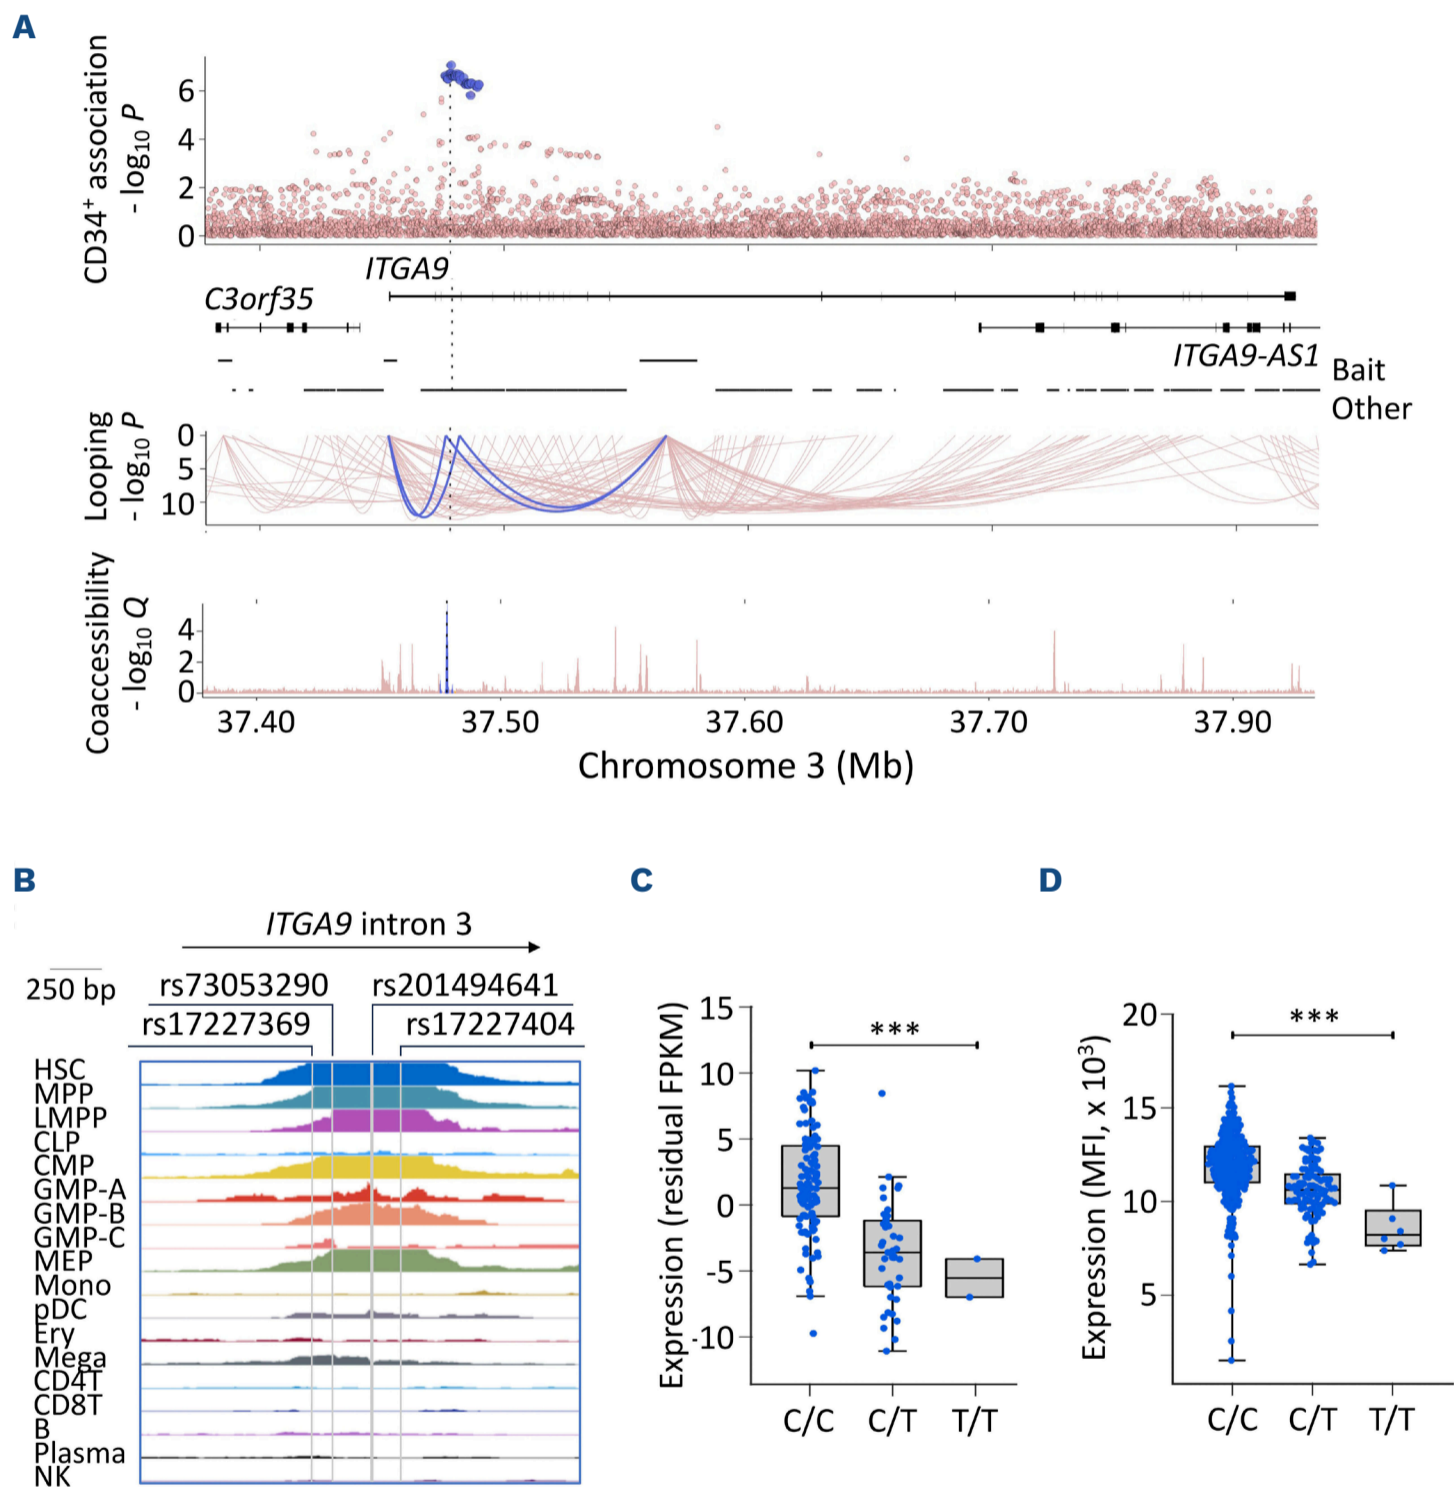 A
CD34+ association
- log10 P
6
4
2
0
ITGA9
C3orf35
ITGA9-AS1
Bait
Other
Looping
- log10 P
0
5
10
Coaccessibility
- log10 Q
4
2
0
37.40 37.50 37.60 37.70 37.90
Chromosome 3 (Mb)
B
ITGA9 intron 3
250 bp
rs73053290 rs201494641
rs17227369 rs17227404
HSC
MPP
LMPP
CLP
CMP
GMP-A
GMP-B
GMP-C
MEP
Mono
pDC
Ery
Mega
CD4T
CD8T
B
Plasma
NK
C
Expression (residual FPKM)
15
10
5
0
-5
-10
***
C/C C/T T/T
D
Expression (MFI, x 103)
20
15
10
5
***
C/C C/T T/T